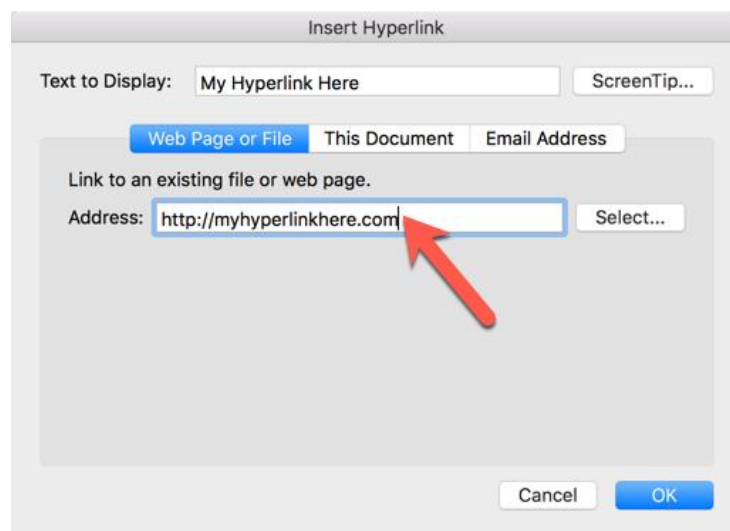 Insert Hyperlink
Text to Display: My Hyperlink Here ScreenTip...
Web Page or File This Document Email Address
Link to an existing file or web page.
Address: http://myhyperlinkhere.com Select...
Cancel OK